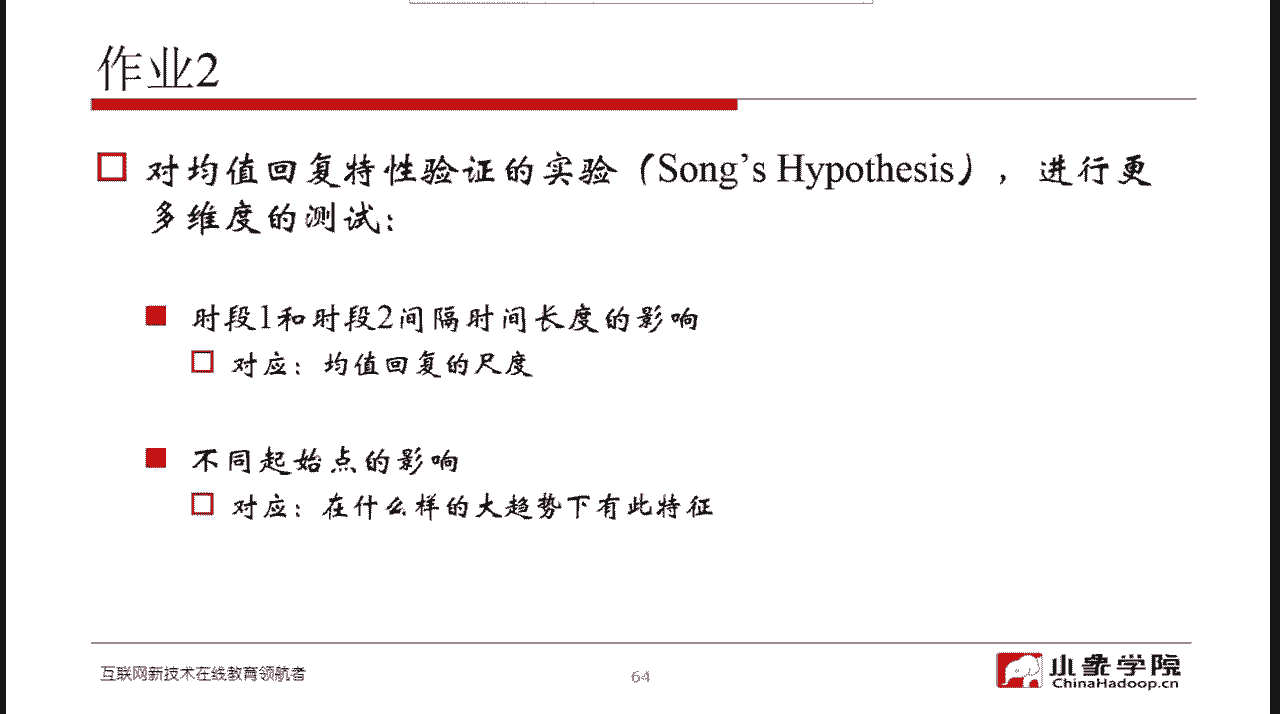 作业2
对均值回复特性验证的实验（Song’s Hypothesis），进行更
多维度的测试：
时段1和时段2间隔时间长度的影响
对应：均值回复的尺度
不同起始点的影响
对应：在什么样的大趋势下有此特征
互联网新技术在线教育领航者
64
小象学院
ChinaHadoop.cn